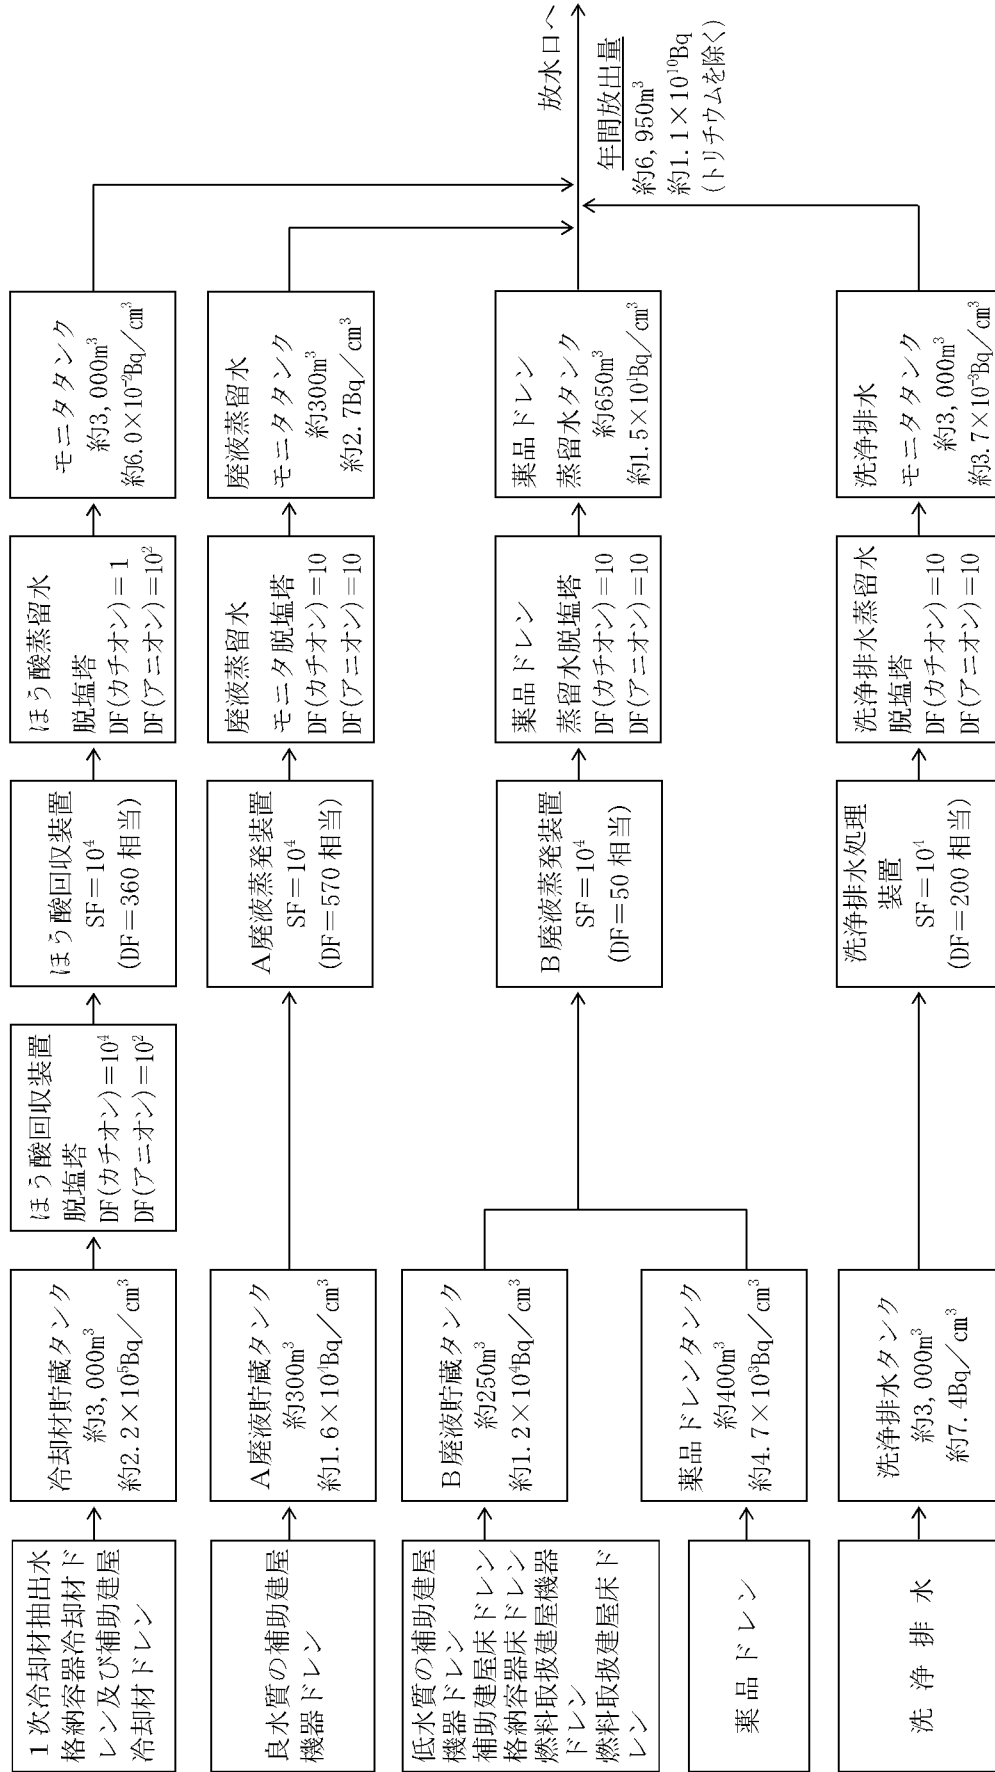 1次冷却材抽出水
格納容器冷却材ド
レン及び補助建屋
冷却材ドレン
冷却材貯蔵タンク
約3,000m³
約2.2×10⁵Bq/cm³
ほう酸回収装置
脱塩塔
DF(カチオン)=10⁴
DF(アニオン)=10²
ほう酸回収装置
SF=10⁴
(DF=360相当)
ほう酸蒸留水
脱塩塔
DF(カチオン)=1
DF(アニオン)=10²
モニタタンク
約3,000m³
約6.0×10⁻²Bq/cm³
良水質の補助建屋
機器ドレン
A廃液貯蔵タンク
約300m³
約1.6×10⁴Bq/cm³
A廃液蒸発装置
SF=10⁴
(DF=570相当)
廃液蒸留水
モニタ脱塩塔
DF(カチオン)=10
DF(アニオン)=10
廃液蒸留水
モニタタンク
約300m³
約2.7Bq/cm³
低水質の補助建屋
機器ドレン
補助建屋床ドレン
格納容器床ドレン
燃料取扱建屋機器
ドレン
燃料取扱建屋床ド
レン
B廃液貯蔵タンク
約250m³
約1.2×10⁴Bq/cm³
薬品ドレン
薬品ドレンタンク
約400m³
約4.7×10³Bq/cm³
B廃液蒸発装置
SF=10⁴
(DF=50相当)
薬品ドレン
蒸留水脱塩塔
DF(カチオン)=10
DF(アニオン)=10
薬品ドレン
蒸留水タンク
約650m³
約1.5×10¹Bq/cm³
洗浄排水
洗浄排水タンク
約3,000m³
約7.4Bq/cm³
洗浄排水処理
装置
SF=10⁴
(DF=200相当)
洗浄排水蒸留水
脱塩塔
DF(カチオン)=10
DF(アニオン)=10
洗浄排水
モニタタンク
約3,000m³
約3.7×10⁻³Bq/cm³
放水口へ
年間放出量
約6,950m³
約1.1×10¹⁰Bq
(トリチウムを除く)